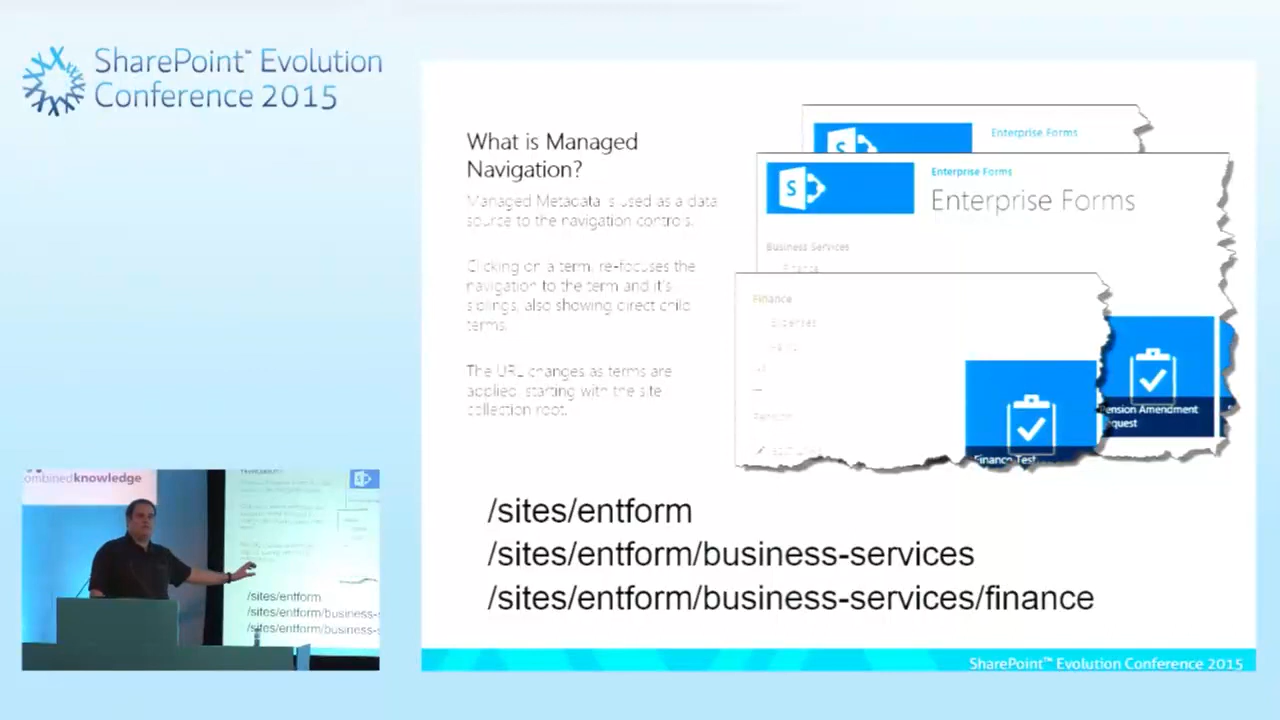 SharePoint™ Evolution
Conference 2015
What is Managed
Navigation?
Managed Metadata is used as a data
source to the navigation controls.
Clicking on a term, re-focuses the
navigation to the term and it's
siblings, also showing direct child
terms.
The URL changes as terms are
applied, starting with the site
collection root.
Enterprise Forms
Enterprise Forms
Enterprise Forms
Business Services
Finance
Finance
Expenses
Pension Amendment
quest
Finance Test
/sites/entform
/sites/entform/business-services
/sites/entform/business-services/finance
SharePoint™ Evolution Conference 2015
ombinedknowledge
/sites/entform
/sites/entform/business-s
/sites/entform/business-s